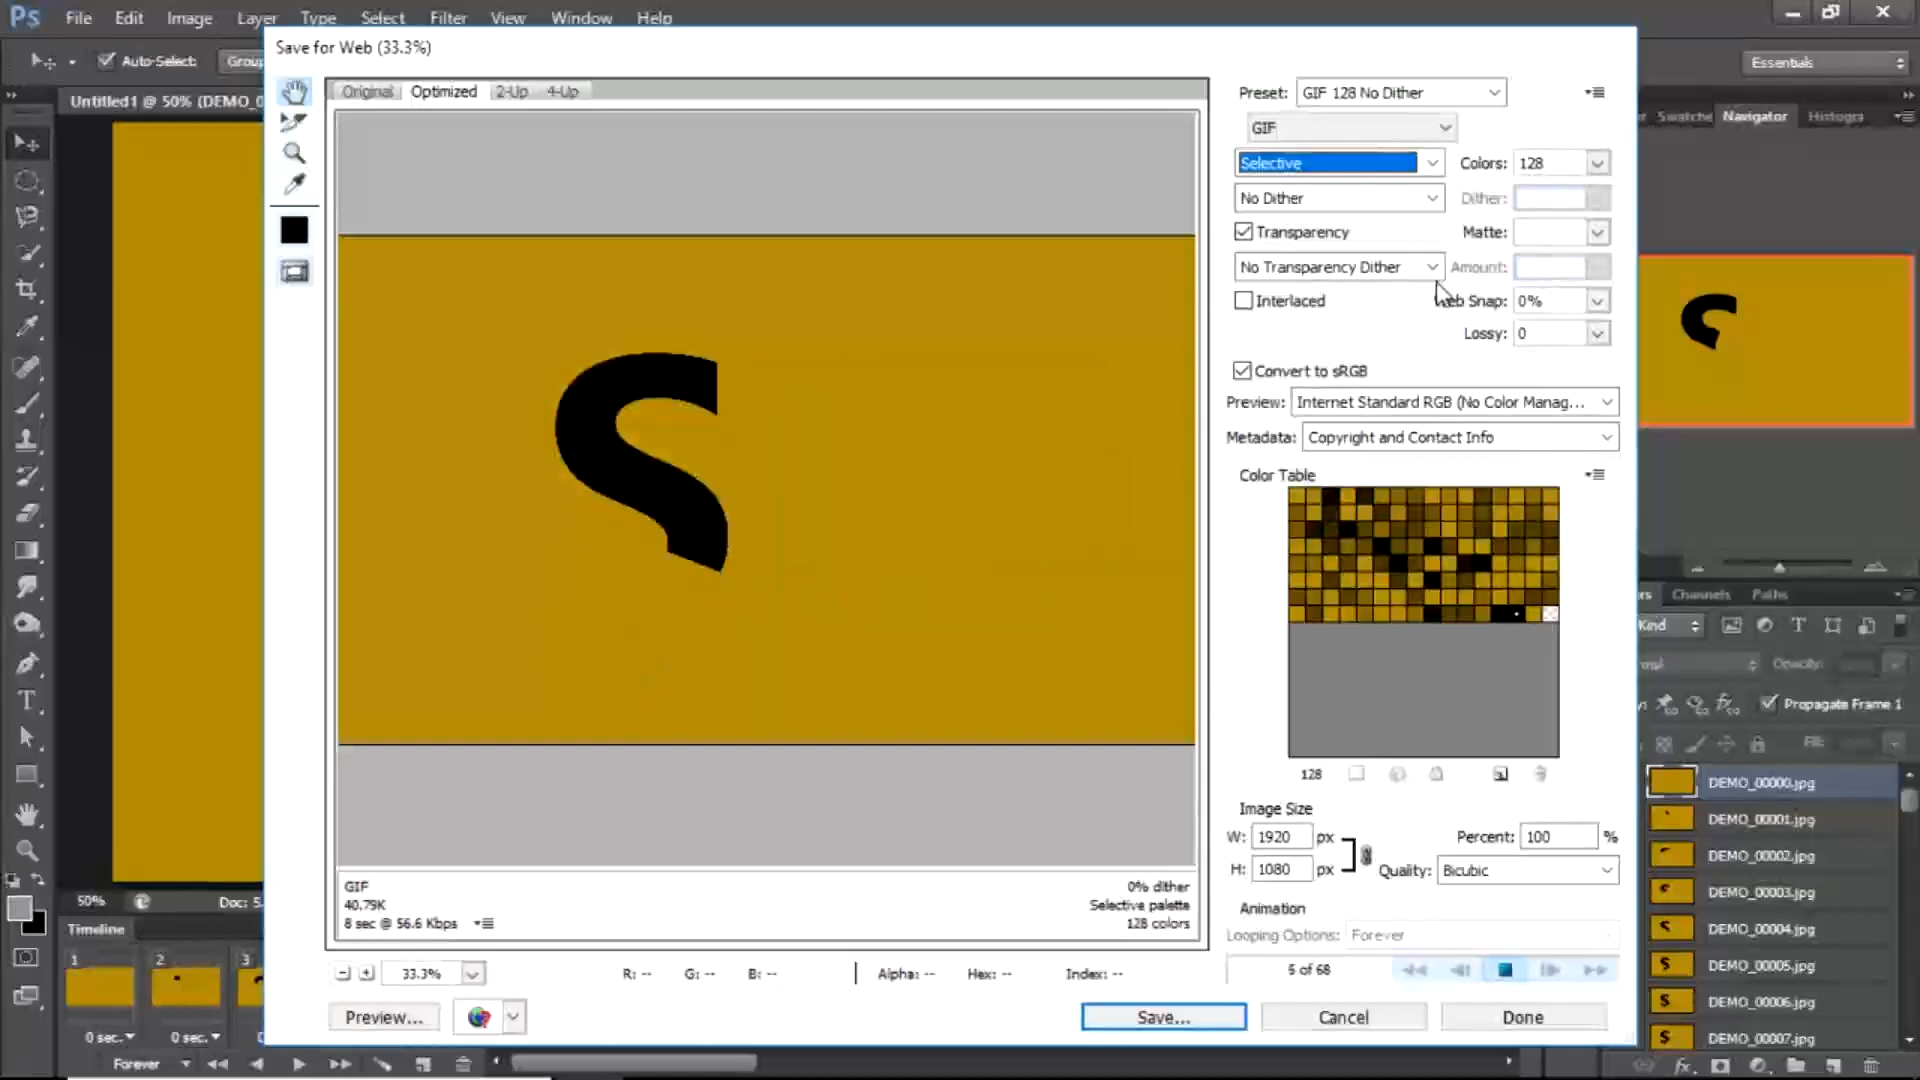 Ps File Edit Image Layer Type Select Filter View Window Help
Save for Web (33.3%)
Auto-Select: Group
Essentials
Untitled1 @ 50% (DEMO_0
Original Optimized 2-Up 4-Up
Preset: GIF 128 No Dither
Swatche Navigator Histogra
GIF
Selective Colors: 128
No Dither Dither:
Transparency Matte:
No Transparency Dither Amount:
Interlaced Web Snap: 0%
Lossy: 0
Convert to sRGB
Preview: Internet Standard RGB (No Color Manag...
Metadata: Copyright and Contact Info
Color Table
S
Channels Paths
Kind
Opacity:
Propagate Frame 1
Fill:
128
DEMO_00000.jpg
DEMO_00001.jpg
DEMO_00002.jpg
DEMO_00003.jpg
DEMO_00004.jpg
DEMO_00005.jpg
DEMO_00006.jpg
DEMO_00007.jpg
Image Size
W: 1920 px Percent: 100 %
H: 1080 px Quality: Bicubic
GIF 0% dither
40.79K Selective palette
8 sec @ 56.6 Kbps 128 colors
Animation
Looping Options: Forever
5 of 68
50% Doc: 5.
Timeline
1 2 3
0 sec. 0 sec.
Forever
33.3% R: -- G: -- B: -- Alpha: -- Hex: -- Index: --
Preview... Save... Cancel Done